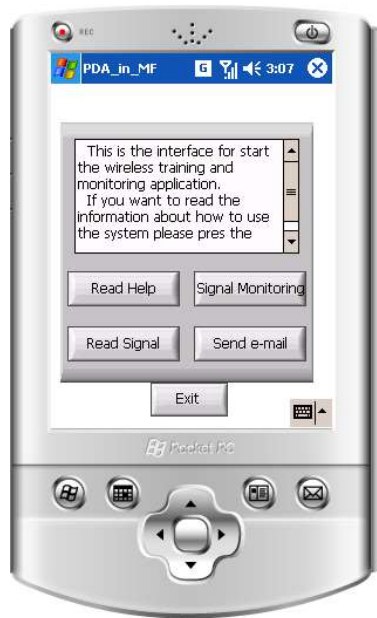 REC
PDA_in_MF G 3:07
This is the interface for start
the wireless training and
monitoring application.
If you want to read the
information about how to use
the system please pres the
Read Help Signal Monitoring
Read Signal Send e-mail
Exit
Pocket PC